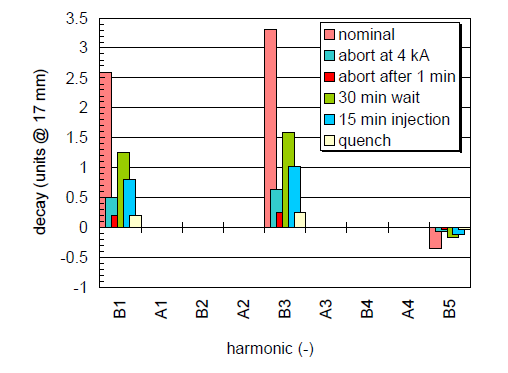 3.5
3
2.5
2
1.5
1
0.5
0
-0.5
-1
decay (units @ 17 mm)
nominal
abort at 4 kA
abort after 1 min
30 min wait
15 min injection
quench
B1 A1 B2 A2 B3 A3 B4 A4 B5
harmonic (-)